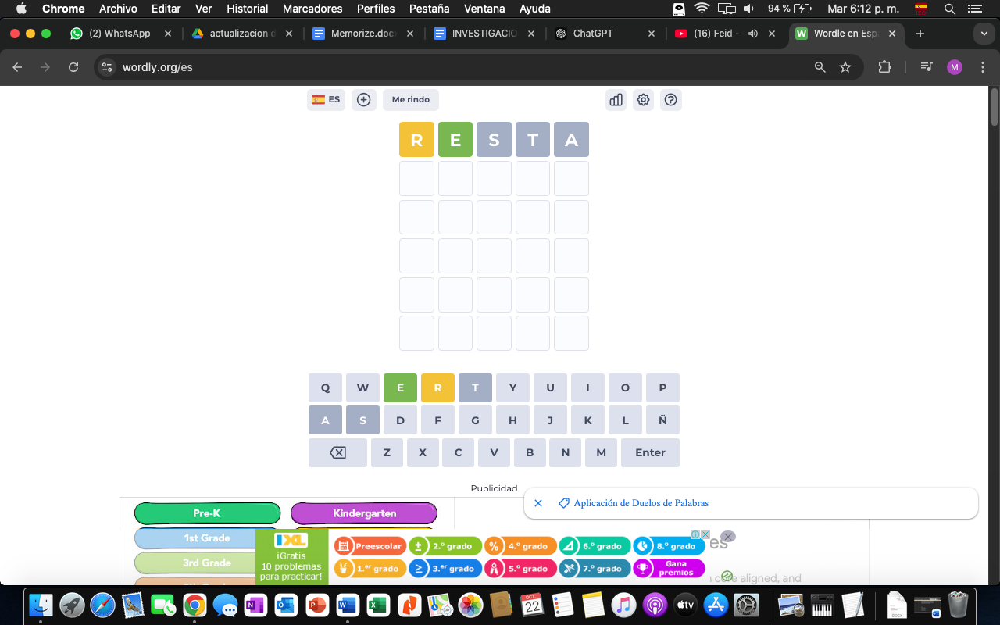 Chrome Archivo Editar Ver Historial Marcadores Perfiles Pestaña Ventana Ayuda 94 % Mar 6:12 p. m.
(2) WhatsApp actualizacion d Memorize.docx INVESTIGACIO ChatGPT (16) Feid - Wordle en Esp
wordly.org/es M
ES Me rindo
R E S T A
Q W E R T Y U I O P
A S D F G H J K L Ñ
Z X C V B N M Enter
Publicidad
Aplicación de Duelos de Palabras
Pre-K Kindergarten
1st Grade
3rd Grade
IXL
¡Gratis
10 problemas
para practicar!
Preescolar 2.º grado 4.º grado 6.º grado 8.º grado
1.er grado 3.er grado 5.º grado 7.º grado Gana premios
es
core aligned, and
OCT 22
tv
DOCX